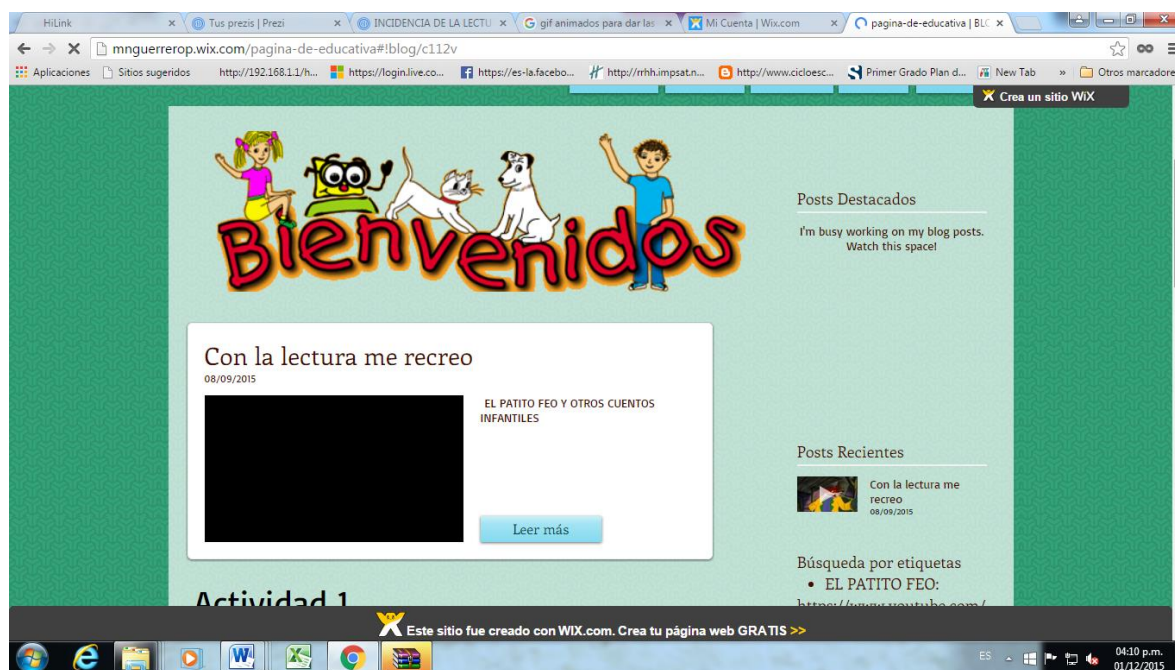 HiLink
Tus prezis | Prezi
INCIDENCIA DE LA LECTU
gif animados para dar las
Mi Cuenta | Wix.com
pagina-de-educativa | BLO
mnguerrerop.wix.com/pagina-de-educativa#!blog/c112v
Aplicaciones
Sitios sugeridos
http://192.168.1.1/h...
https://login.live.co...
https://es-la.facebo...
http://rrhh.impsat.n...
http://www.cicloesc...
Primer Grado Plan d...
New Tab
»
Otros marcadores
Crea un sitio WiX
Bienvenidos
Posts Destacados
I'm busy working on my blog posts.
Watch this space!
Con la lectura me recreo
08/09/2015
EL PATITO FEO Y OTROS CUENTOS
INFANTILES
Leer más
Posts Recientes
Con la lectura me
recreo
08/09/2015
Búsqueda por etiquetas
• EL PATITO FEO:
https://www.youtube.com/
Actividad 1
Este sitio fue creado con WIX.com. Crea tu página web GRATIS >>
ES
04:10 p.m.
01/12/2015